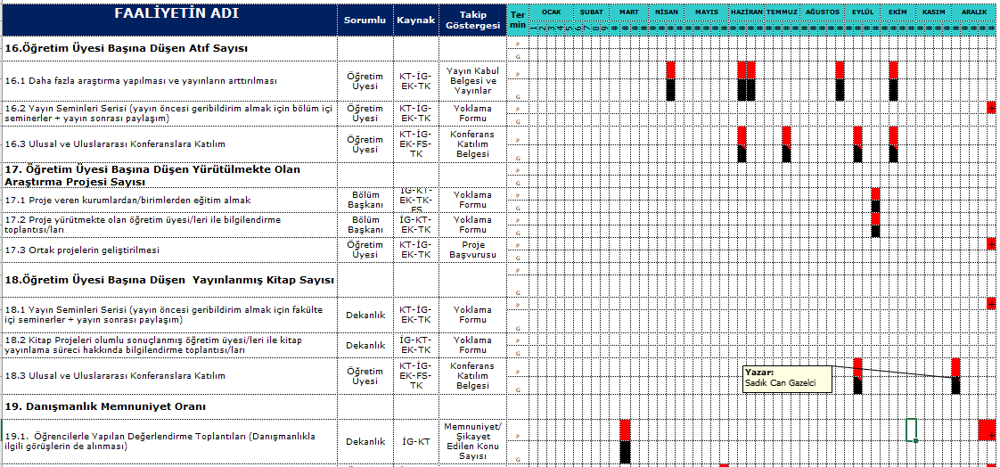 FAALİYETİN ADI
Sorumlu
Kaynak
Takip
Göstergesi
Ter
min
OCAK ŞUBAT MART NİSAN MAYIS HAZİRAN TEMMUZ AĞUSTOS EYLÜL EKİM KASIM ARALIK
1 2 3 4 5 6 7 8 9 # # # # # # # # # # # # # # # # # # # # # # # # # # # # # # # # # # # # # # # # # # #
16.Öğretim Üyesi Başına Düşen Atıf Sayısı
P
G
16.1 Daha fazla araştırma yapılması ve yayınların arttırılması
Öğretim
Üyesi
KT-İG-
EK-TK
Yayın Kabul
Belgesi ve
Yayınlar
P
G
16.2 Yayın Seminleri Serisi (yayın öncesi geribildirim almak için bölüm içi
seminerler + yayın sonrası paylaşım)
Öğretim
Üyesi
KT-İG-
EK-TK
Yoklama
Formu
P
+
G
16.3 Ulusal ve Uluslararası Konferanslara Katılım
Öğretim
Üyesi
KT-İG-
EK-FS-
TK
Konferans
Katılım
Belgesi
P
G
17. Öğretim Üyesi Başına Düşen Yürütülmekte Olan
Araştırma Projesi Sayısı
P
G
17.1 Proje veren kurumlardan/birimlerden eğitim almak
Bölüm
Başkanı
İG-KT-
EK-TK-
FS
Yoklama
Formu
P
G
17.2 Proje yürütmekte olan öğretim üyesi/leri ile bilgilendirme
toplantısı/ları
Bölüm
Başkanı
İG-KT-
EK-TK
Yoklama
Formu
P
G
17.3 Ortak projelerin geliştirilmesi
Öğretim
Üyesi
KT-İG-
EK-TK
Proje
Başvurusu
P
+
G
18.Öğretim Üyesi Başına Düşen  Yayınlanmış Kitap Sayısı
P
G
18.1 Yayın Seminleri Serisi (yayın öncesi geribildirim almak için fakülte
içi seminerler + yayın sonrası paylaşım)
Dekanlık
KT-İG-
EK-TK
Yoklama
Formu
P
+
G
18.2 Kitap Projeleri olumlu sonuçlanmış öğretim üyesi/leri ile kitap
yayınlama süreci hakkında bilgilendirme toplantısı/ları
Dekanlık
İG-KT-
EK-TK
Yoklama
Formu
P
G
18.3 Ulusal ve Uluslararası Konferanslara Katılım
Öğretim
Üyesi
KT-İG-
EK-FS-
TK
Konferans
Katılım
Belgesi
P
G
Yazar:
Sadık Can Gazelci
19. Danışmanlık Memnuniyet Oranı
P
G
19.1.  Öğrencilerle Yapılan Değerlendirme Toplantıları (Danışmanlıkla
ilgili görüşlerin de alınması)
Dekanlık
İG-KT
Memnuniyet/
Şikayet
Edilen Konu
Sayısı
P
+
G